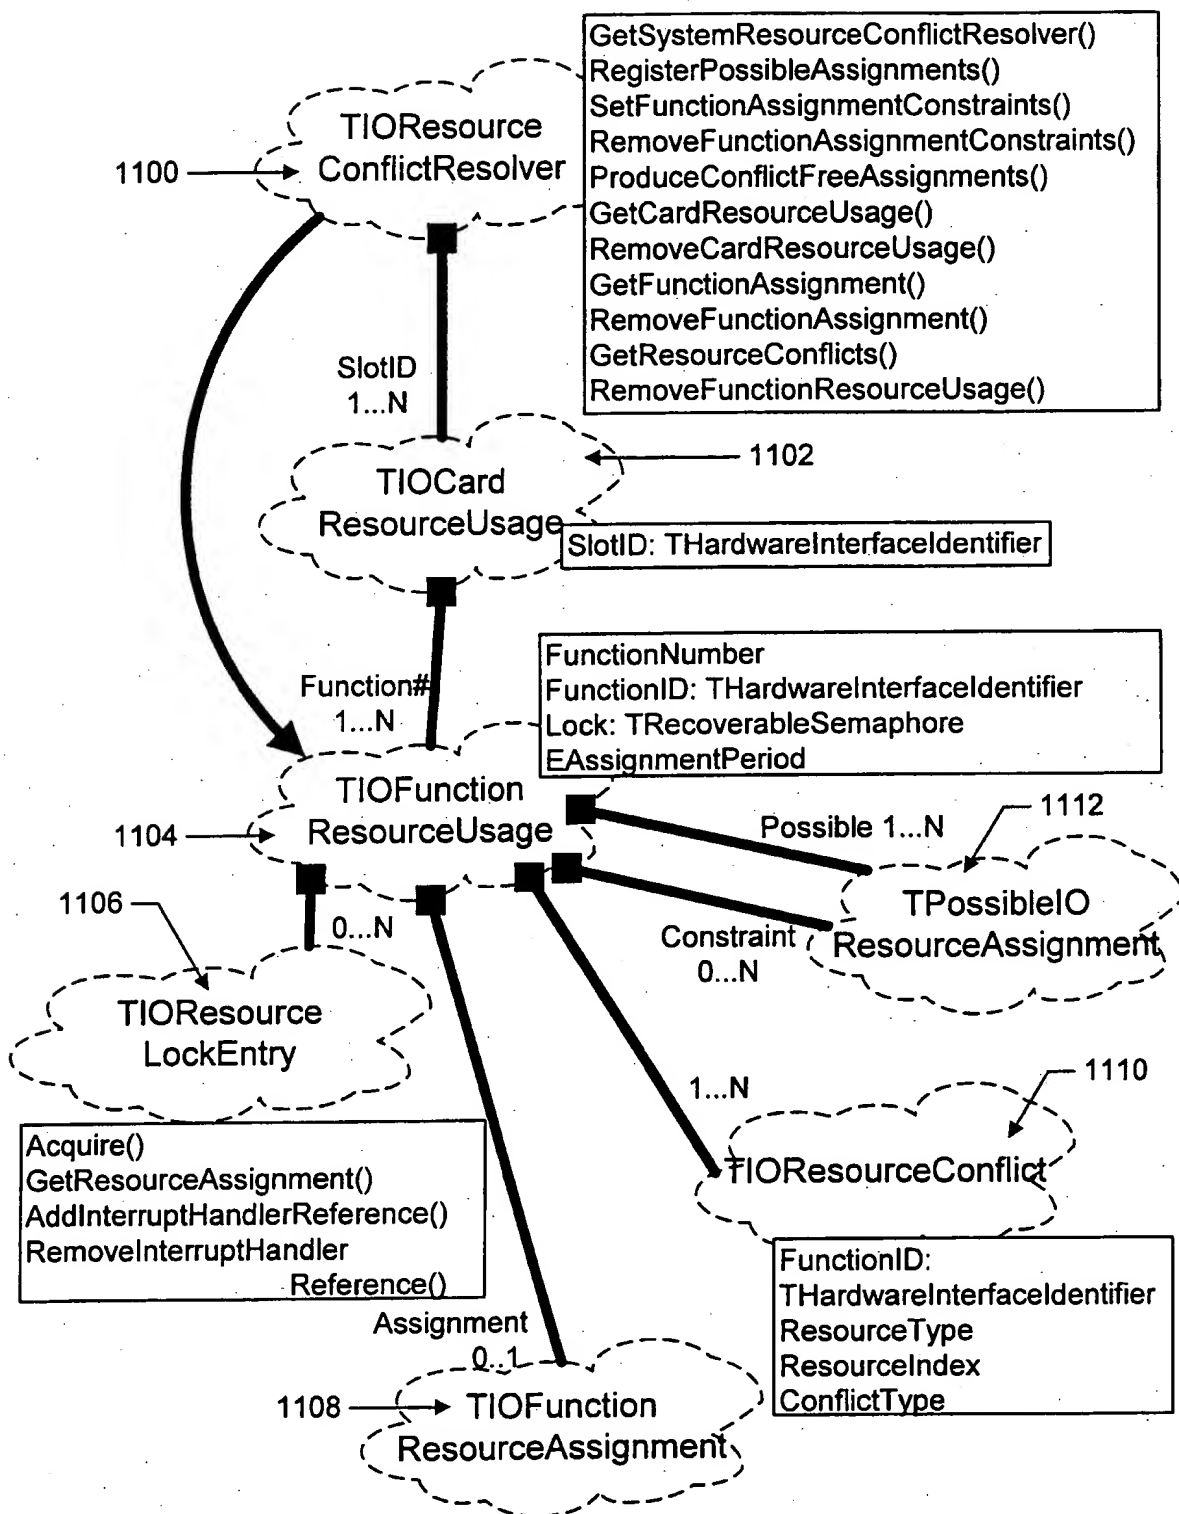 GetSystemResourceConflictResolver()
RegisterPossibleAssignments()
SetFunctionAssignmentConstraints()
RemoveFunctionAssignmentConstraints()
ProduceConflictFreeAssignments()
GetCardResourceUsage()
RemoveCardResourceUsage()
GetFunctionAssignment()
RemoveFunctionAssignment()
GetResourceConflicts()
RemoveFunctionResourceUsage()
TIOResource
ConflictResolver
1100
SlotID
1...N
1102
TIOCard
ResourceUsage
SlotID: THardwareInterfaceIdentifier
FunctionNumber
FunctionID: THardwareInterfaceIdentifier
Lock: TRecoverableSemaphore
EAssignmentPeriod
Function#
1...N
TIOFunction
ResourceUsage
1104
Possible 1...N
1112
TPossibleIO
ResourceAssignment
Constraint
0...N
1106
0...N
TIOResource
LockEntry
1...N
1110
TIOResourceConflict
Acquire()
GetResourceAssignment()
AddInterruptHandlerReference()
RemoveInterruptHandler
Reference()
FunctionID:
THardwareInterfaceIdentifier
ResourceType
ResourceIndex
ConflictType
Assignment
0..1
1108
TIOFunction
ResourceAssignment